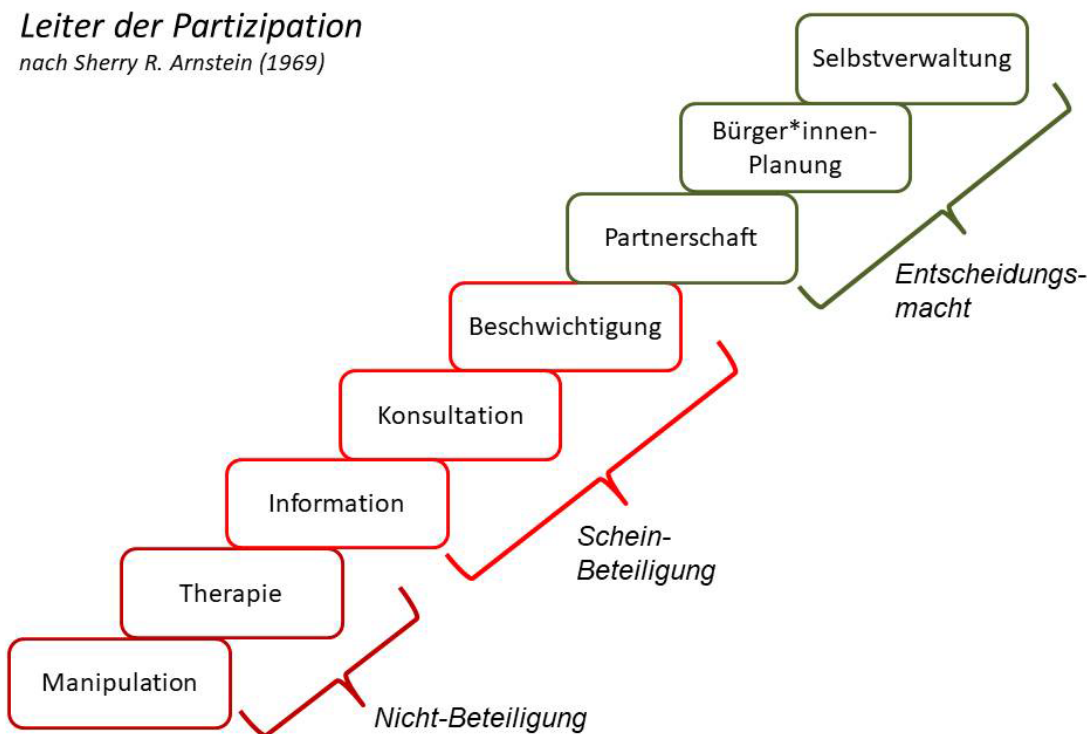 Leiter der Partizipation
nach Sherry R. Arnstein (1969)
Selbstverwaltung
Bürger*innen-
Planung
Partnerschaft
Entscheidungs-
macht
Beschwichtigung
Konsultation
Information
Schein-
Beteiligung
Therapie
Manipulation
Nicht-Beteiligung